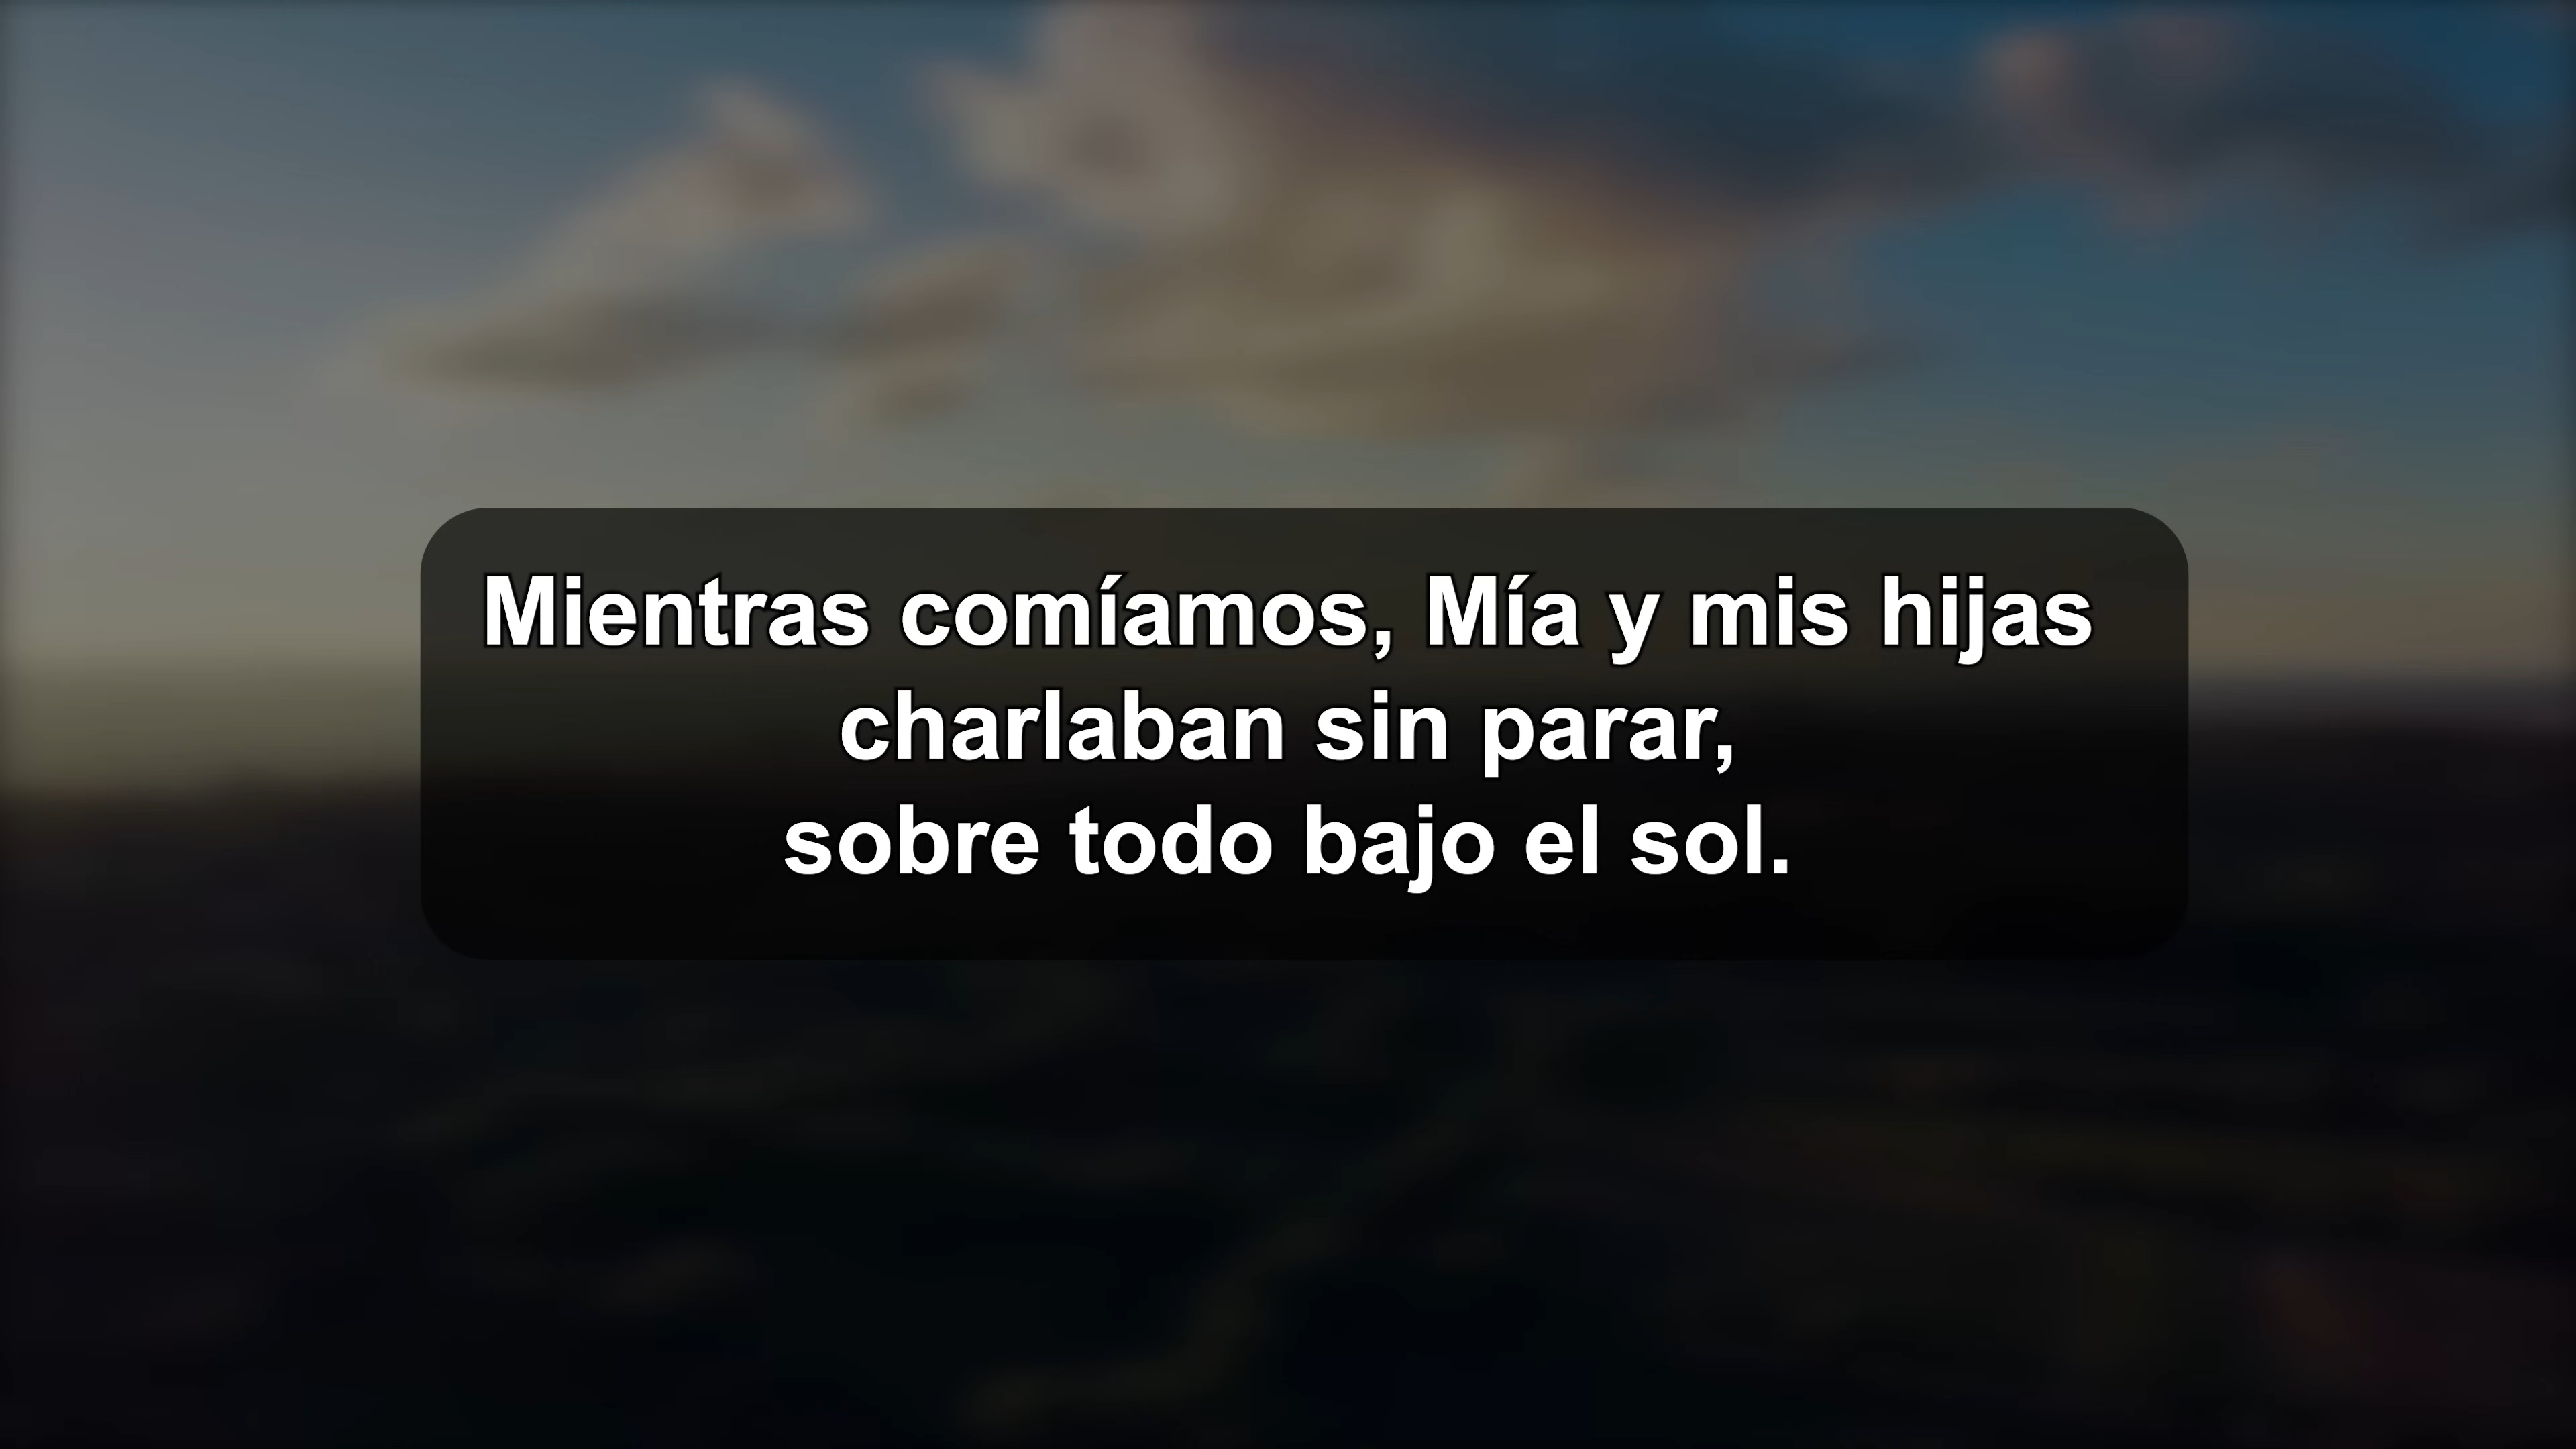 Mientras comíamos, Mía y mis hijas
charlaban sin parar,
sobre todo bajo el sol.